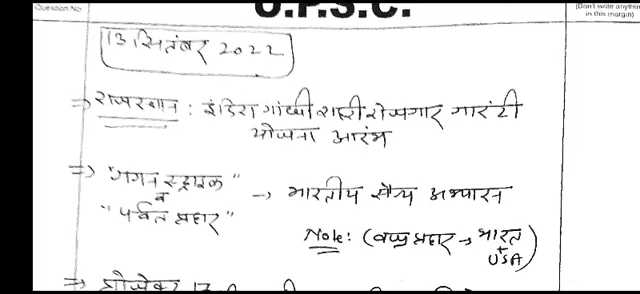 Question No
U.P.S.C.
(Don't write anything in this margin)
13 सितंबर 2022
⇒ राजस्थान : इंदिरा गांधी शहरी रोजगार गारंटी
योजना आरंभ
⇒ "गगन स्ट्राइक"
व
"पर्वत प्रहार" → भारतीय सैन्य अभ्यास
Note: (वज्र प्रहार → भारत
+
USA)
⇒ प्रोजेक्ट 17